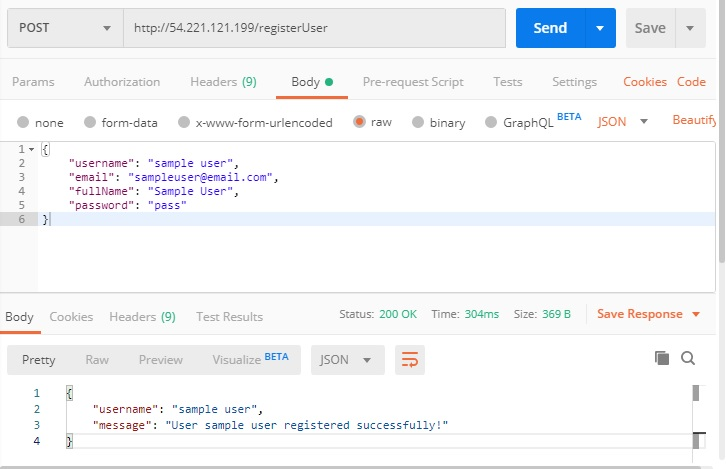 POST http://54.221.121.199/registerUser Send Save
Params Authorization Headers (9) Body Pre-request Script Tests Settings Cookies Code
none form-data x-www-form-urlencoded raw binary GraphQL BETA JSON Beautify
1 {
2 "username": "sample user",
3 "email": "sampleuser@email.com",
4 "fullName": "Sample User",
5 "password": "pass"
6 }
Body Cookies Headers (9) Test Results Status: 200 OK Time: 304ms Size: 369 B Save Response
Pretty Raw Preview Visualize BETA JSON
1 {
2 "username": "sample user",
3 "message": "User sample user registered successfully!"
4 }